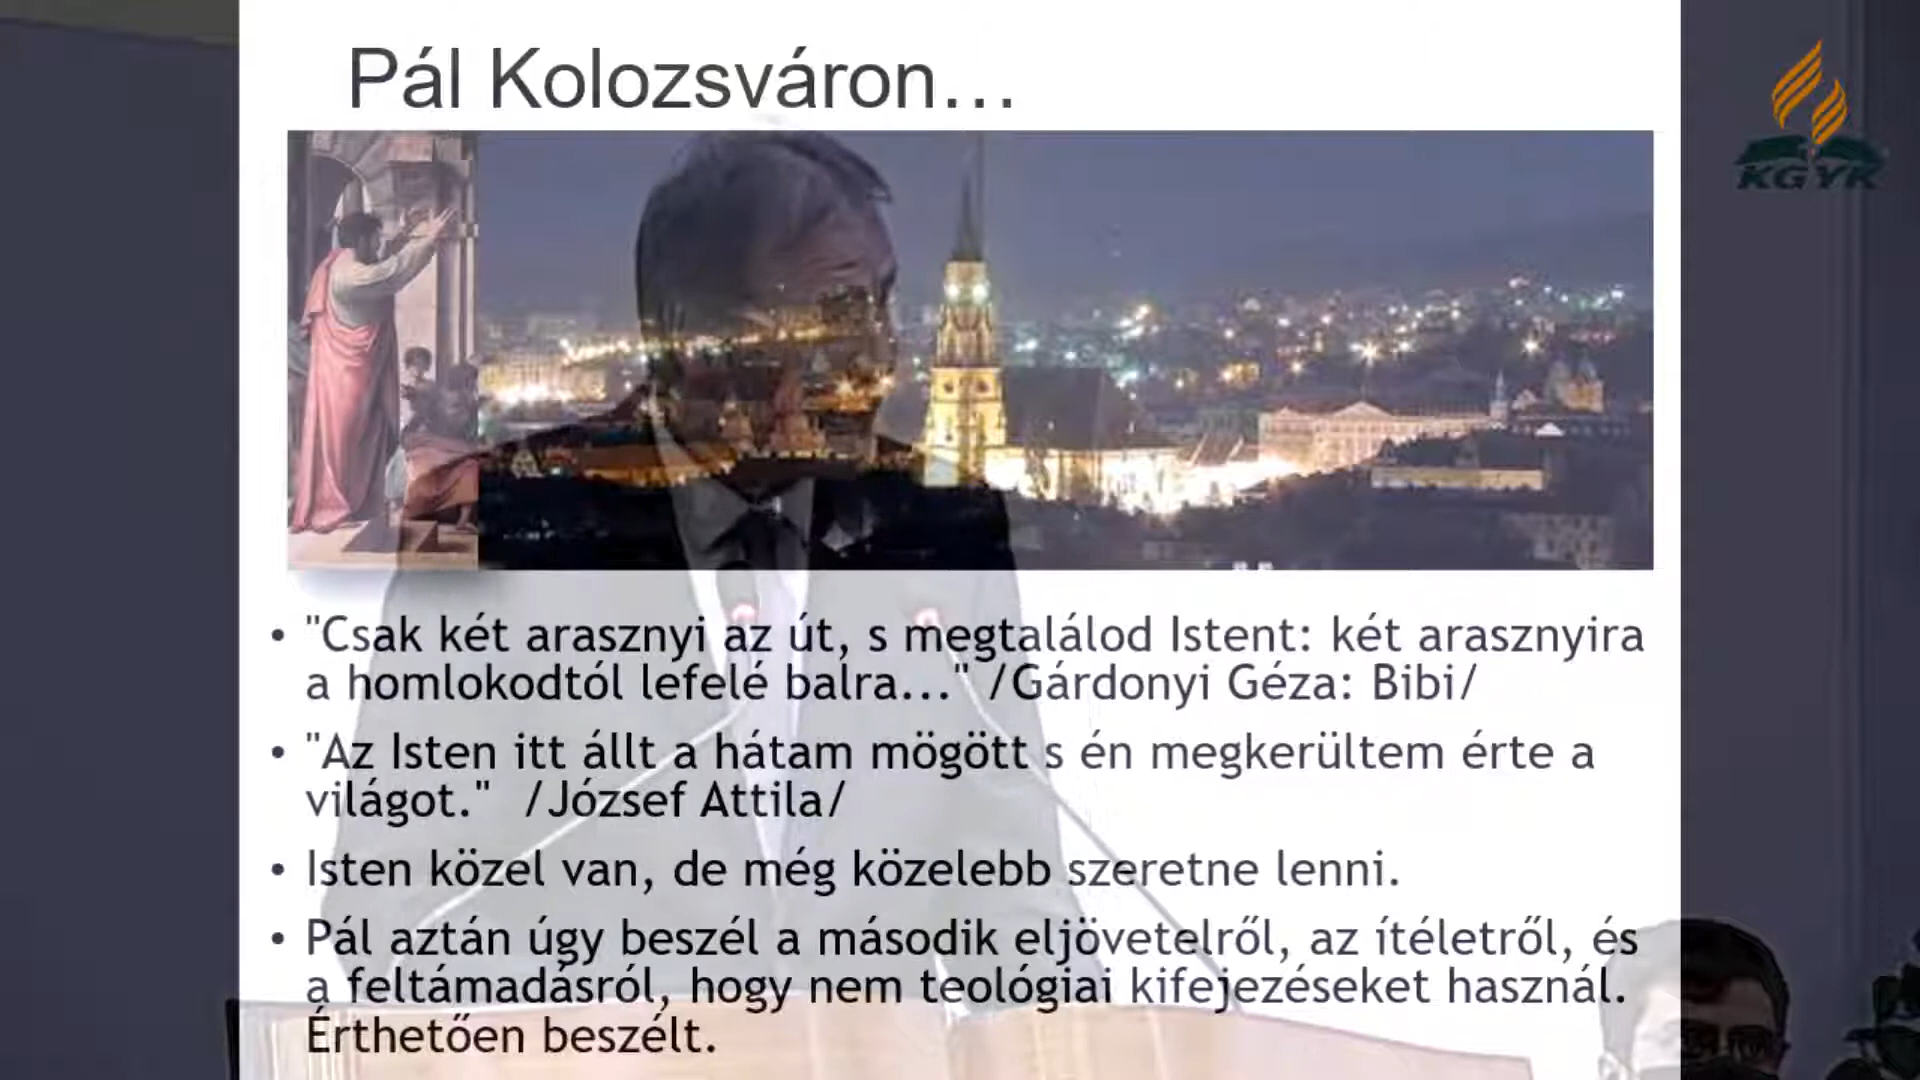 Pál Kolozsváron…
KGYK
• "Csak két arasznyi az út, s megtalálod Istent: két arasznyira
a homlokodtól lefelé balra..." /Gárdonyi Géza: Bibi/
• "Az Isten itt állt a hátam mögött s én megkerültem érte a
világot." /József Attila/
• Isten közel van, de még közelebb szeretne lenni.
• Pál aztán úgy beszél a második eljövetelről, az ítéletről, és
a feltámadásról, hogy nem teológiai kifejezéseket használ.
Érthetően beszélt.